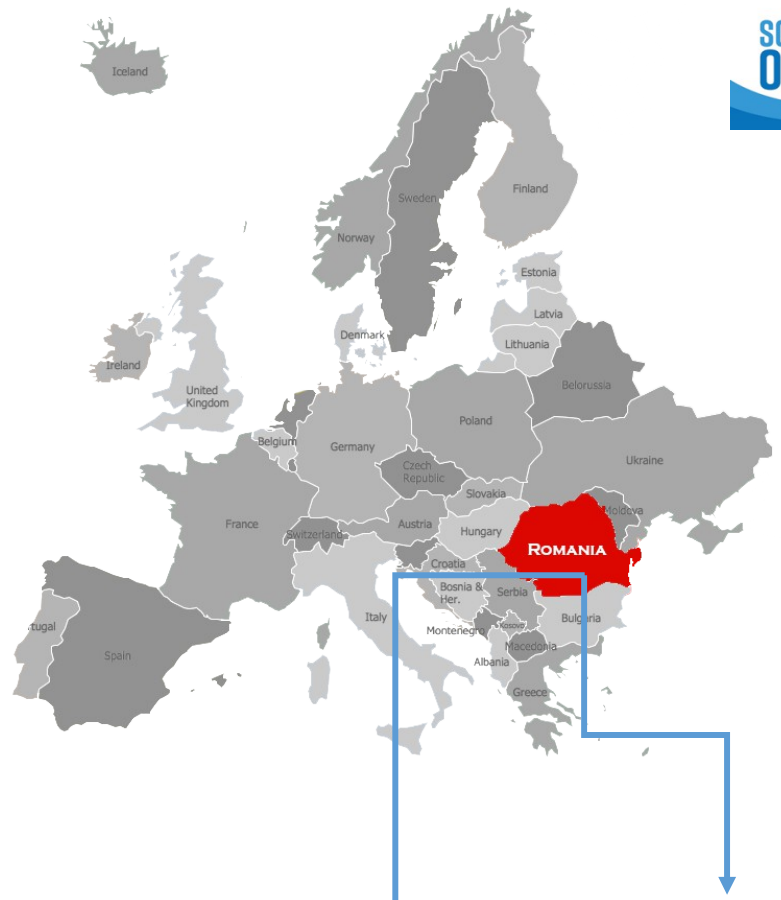 Iceland
Finland
Sweden
Norway
Estonia
Latvia
Denmark
Lithuania
Ireland
United
Kingdom
Belorussia
Poland
Belgium
Germany
Ukraine
Czech
Republic
Slovakia
France
Austria
Moldova
Switzerland
Hungary
ROMANIA
Croatia
Bosnia &
Her.
Serbia
Italy
Bulgaria
tugal
Kosovo
Montenegro
Spain
Macedonia
Albania
Greece